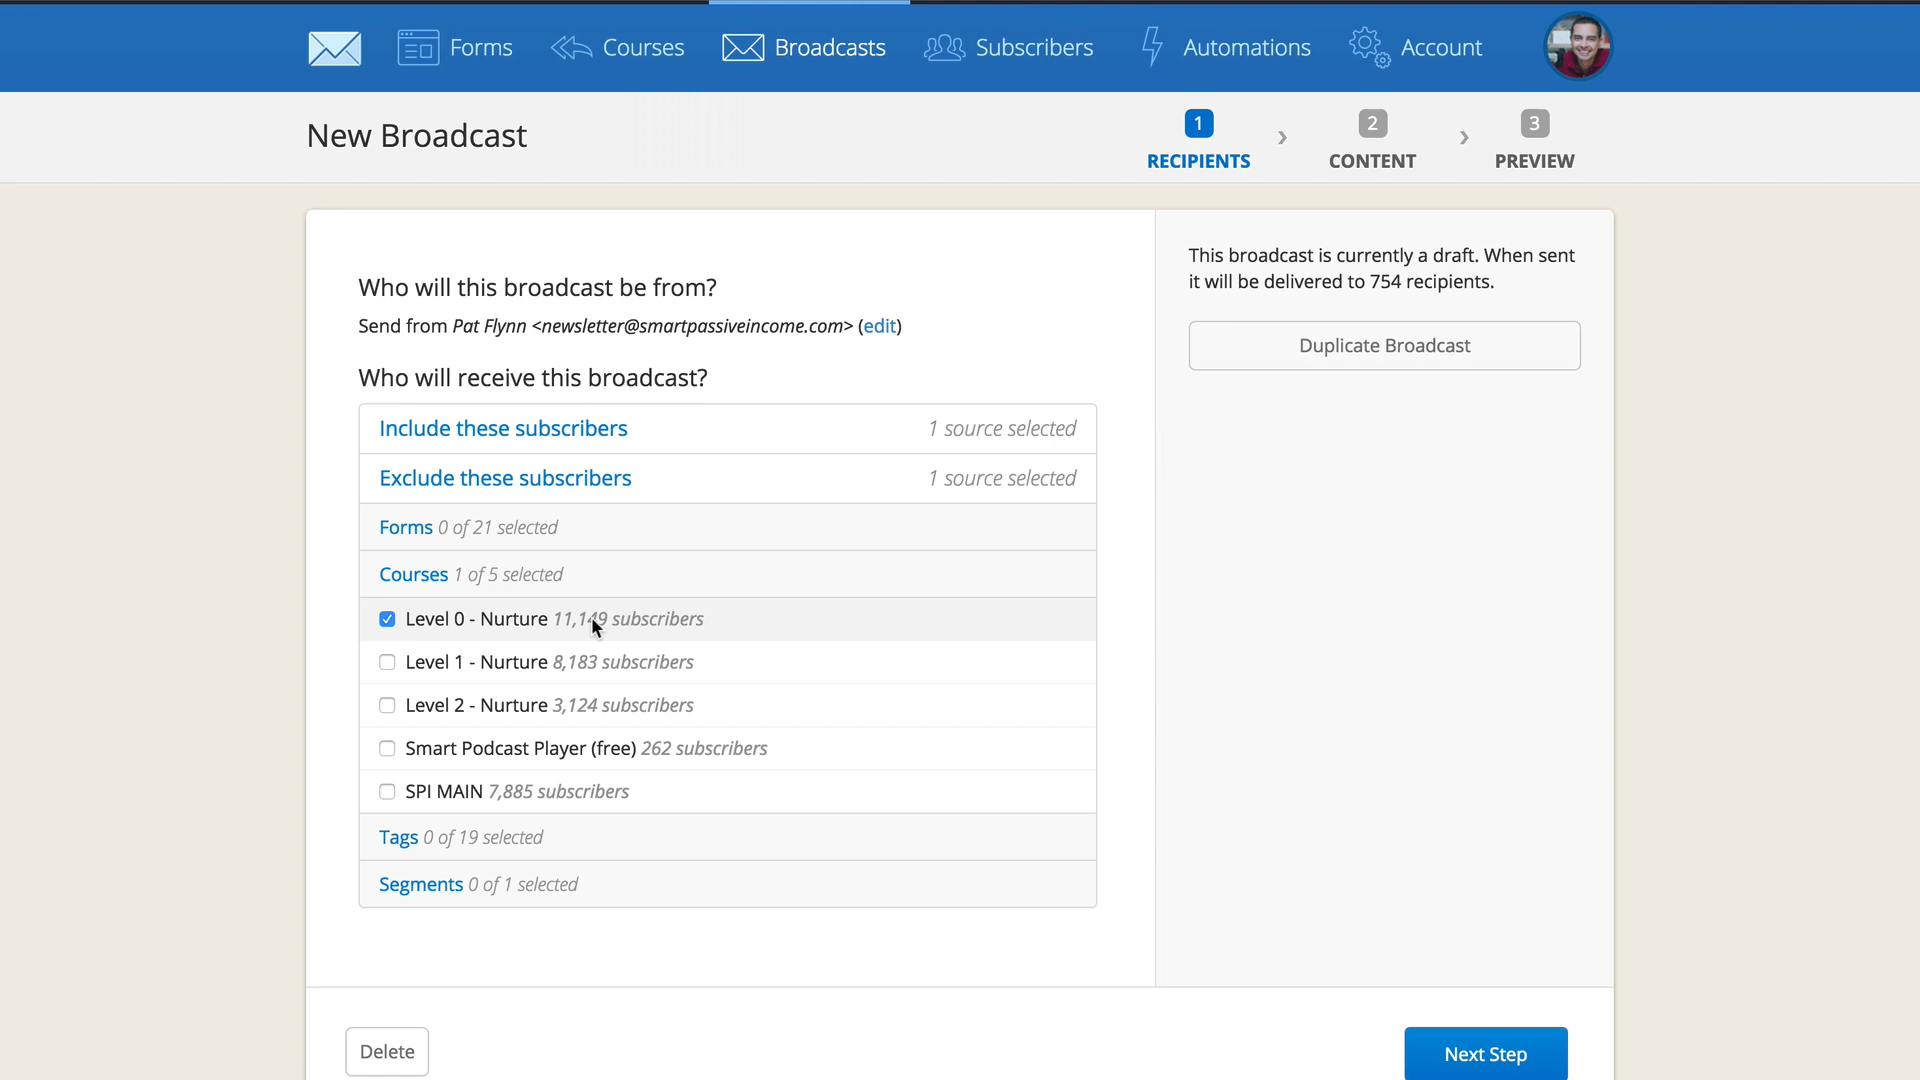 Forms Courses Broadcasts Subscribers Automations Account
New Broadcast
1 2 3
RECIPIENTS CONTENT PREVIEW
Who will this broadcast be from?
Send from Pat Flynn <newsletter@smartpassiveincome.com> (edit)
Who will receive this broadcast?
Include these subscribers 1 source selected
Exclude these subscribers 1 source selected
Forms 0 of 21 selected
Courses 1 of 5 selected
Level 0 - Nurture 11,149 subscribers
Level 1 - Nurture 8,183 subscribers
Level 2 - Nurture 3,124 subscribers
Smart Podcast Player (free) 262 subscribers
SPI MAIN 7,885 subscribers
Tags 0 of 19 selected
Segments 0 of 1 selected
This broadcast is currently a draft. When sent
it will be delivered to 754 recipients.
Duplicate Broadcast
Delete
Next Step